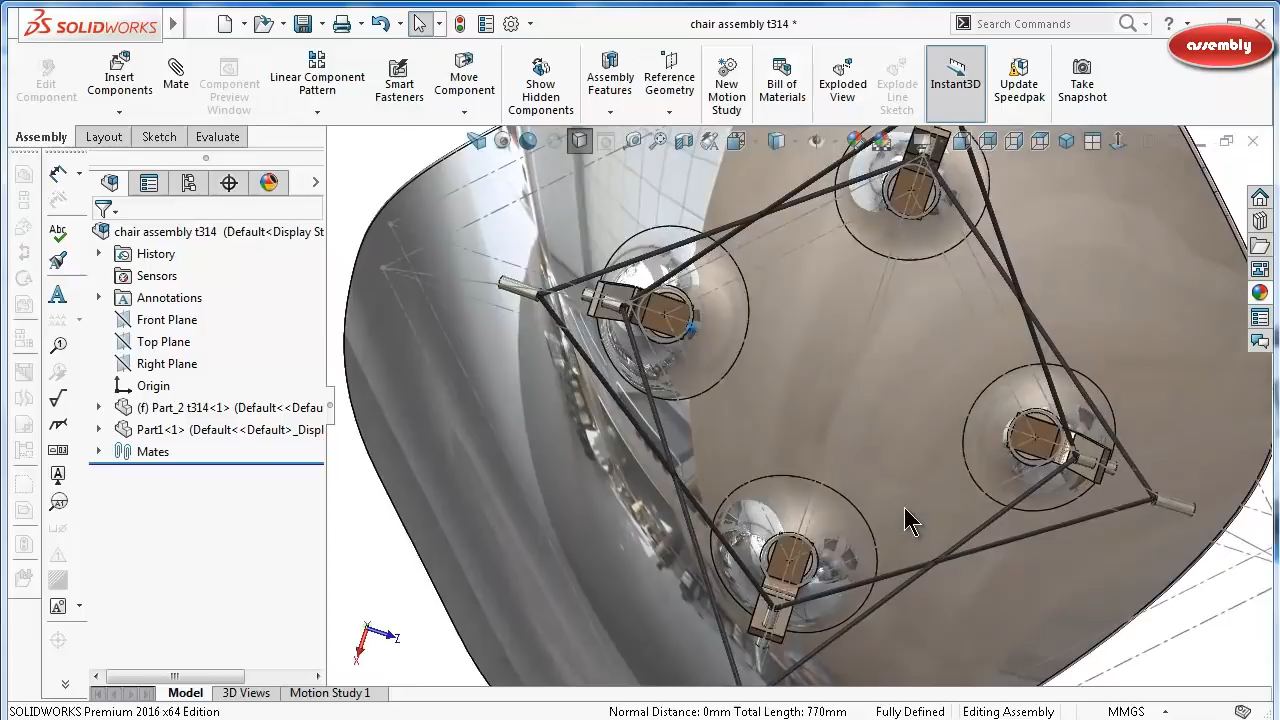 SOLIDWORKS
chair assembly t314 *
Search Commands
?
assembly
Edit Component
Insert Components
Mate
Component Preview Window
Linear Component Pattern
Smart Fasteners
Move Component
Show Hidden Components
Assembly Features
Reference Geometry
New Motion Study
Bill of Materials
Exploded View
Explode Line Sketch
Instant3D
Update Speedpak
Take Snapshot
Assembly
Layout
Sketch
Evaluate
chair assembly t314 (Default<Display St
History
Sensors
Annotations
Front Plane
Top Plane
Right Plane
Origin
(f) Part_2 t314<1> (Default<<Defau
Part1<1> (Default<<Default>_Displ
Mates
Abc
Y
Z
X
Model
3D Views
Motion Study 1
SOLIDWORKS Premium 2016 x64 Edition
Normal Distance: 0mm Total Length: 770mm
Fully Defined
Editing Assembly
MMGS